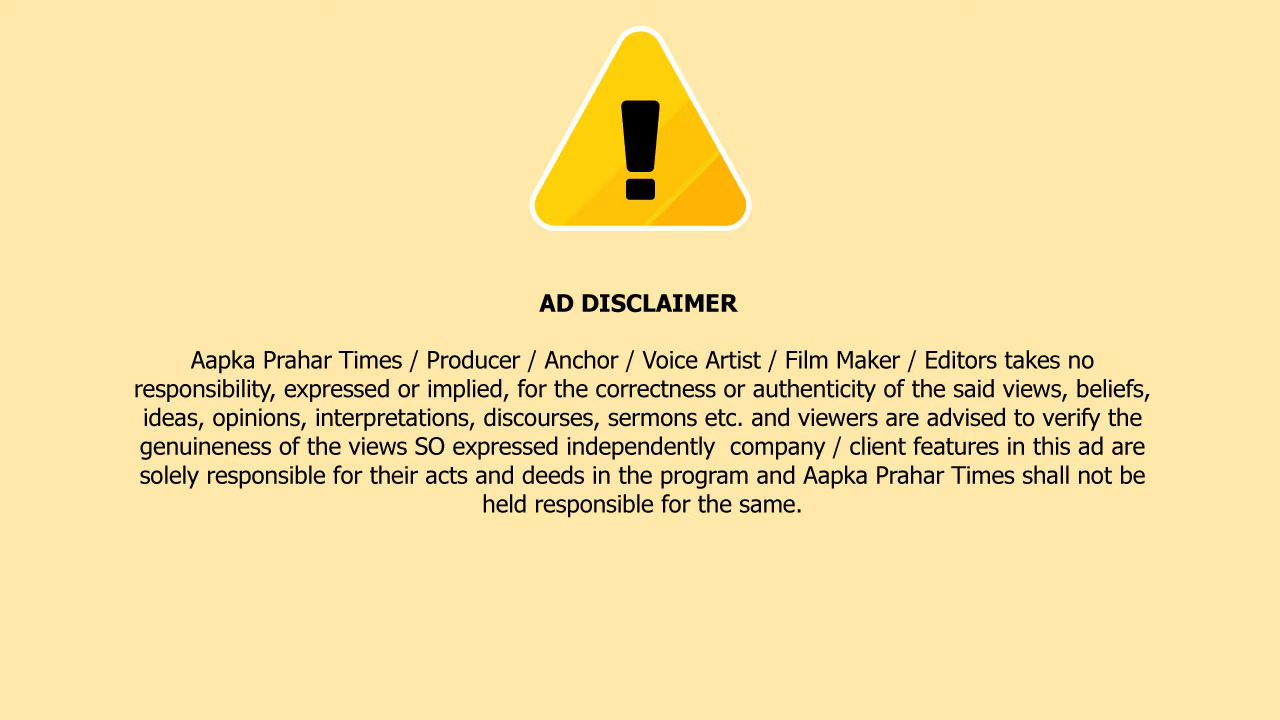 AD DISCLAIMER
Aapka Prahar Times / Producer / Anchor / Voice Artist / Film Maker / Editors takes no
responsibility, expressed or implied, for the correctness or authenticity of the said views, beliefs,
ideas, opinions, interpretations, discourses, sermons etc. and viewers are advised to verify the
genuineness of the views SO expressed independently  company / client features in this ad are
solely responsible for their acts and deeds in the program and Aapka Prahar Times shall not be
held responsible for the same.